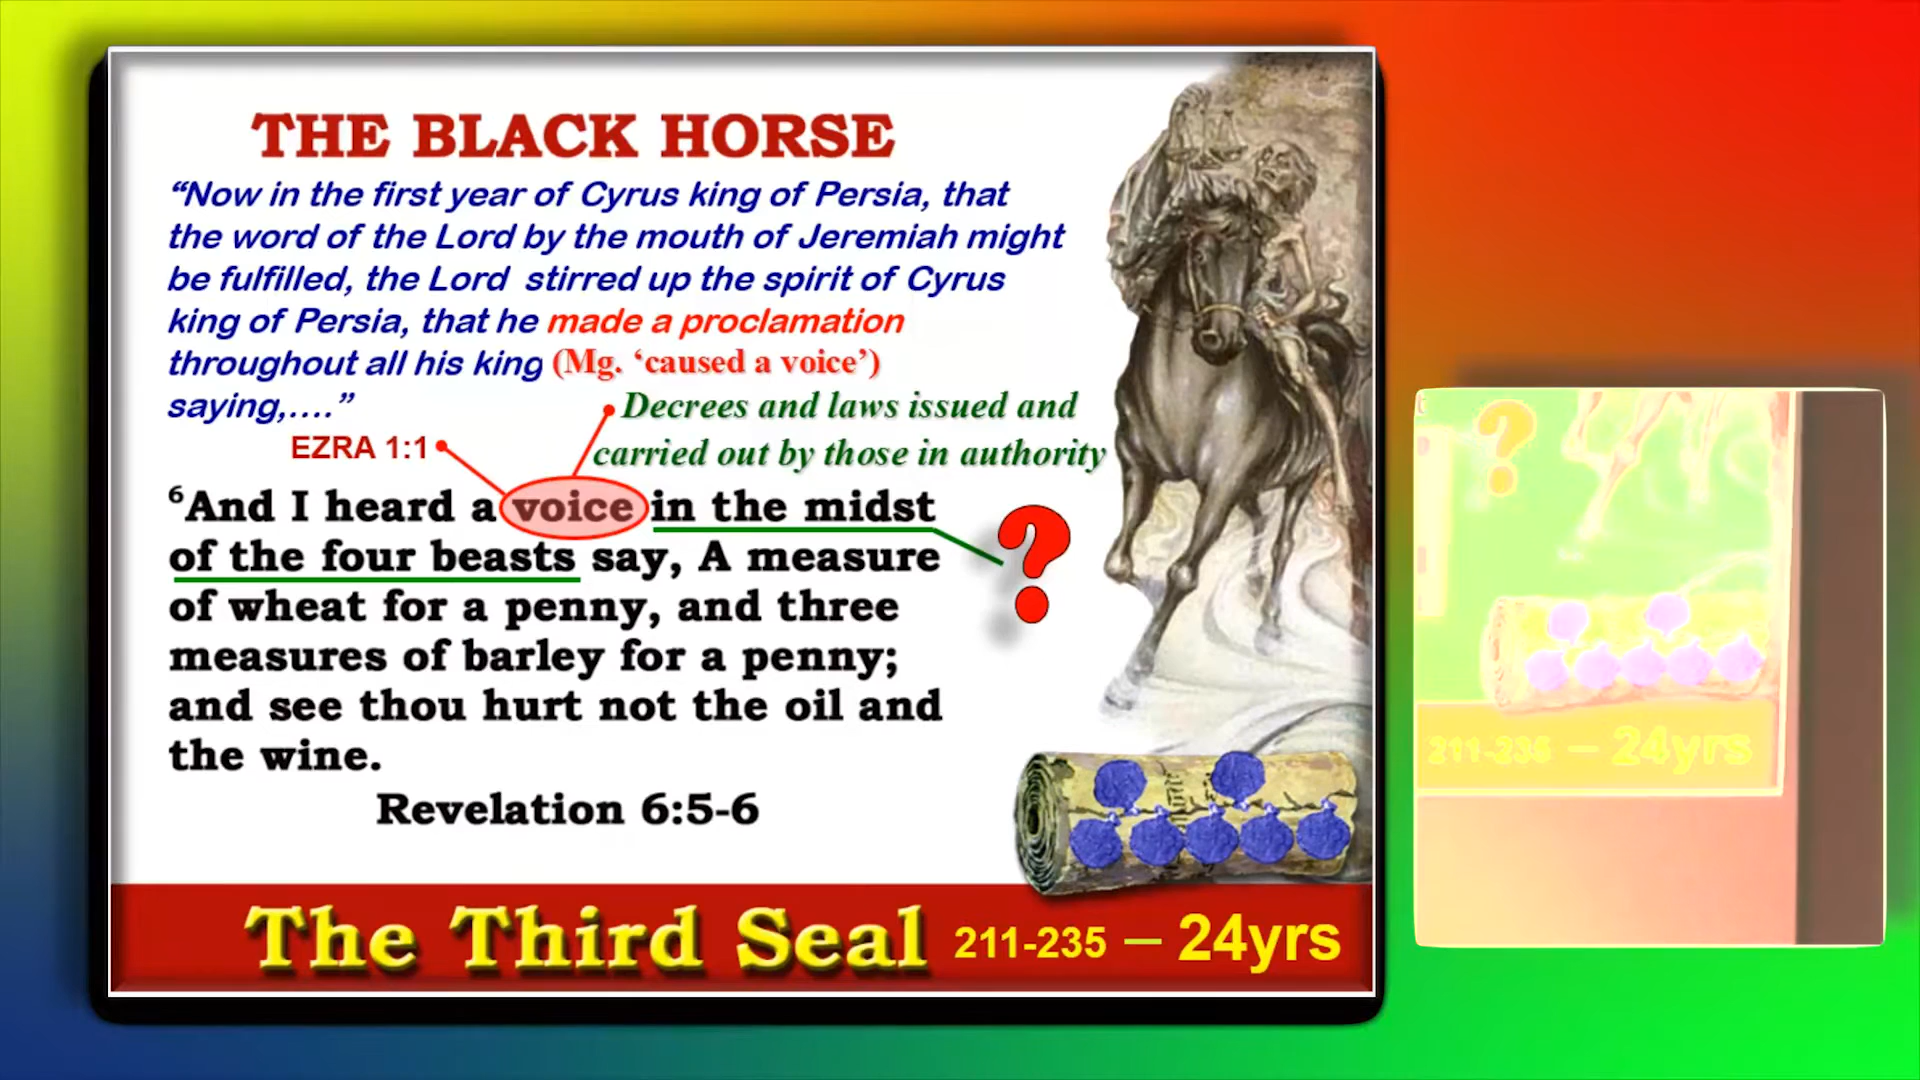 THE BLACK HORSE
“Now in the first year of Cyrus king of Persia, that
the word of the Lord by the mouth of Jeremiah might
be fulfilled, the Lord stirred up the spirit of Cyrus
king of Persia, that he made a proclamation
throughout all his king (Mg. ‘caused a voice’)
saying,....”
Decrees and laws issued and
carried out by those in authority
EZRA 1:1
6And I heard a voice in the midst
of the four beasts say, A measure
of wheat for a penny, and three
measures of barley for a penny;
and see thou hurt not the oil and
the wine.
Revelation 6:5-6
?
The Third Seal 211-235 – 24yrs
t
?
211-235 – 24yrs